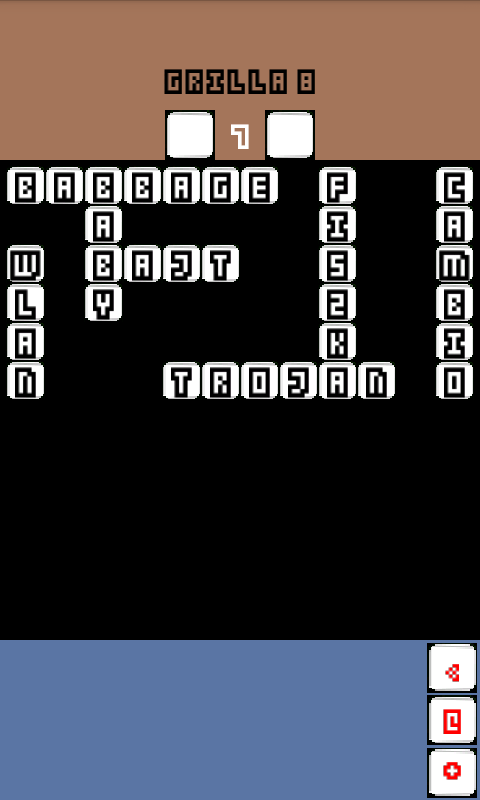 GRILLA 8
7
BABBAGE F C
A I A
W BAJT S M
L Y Z B
A K I
N TROJAN O